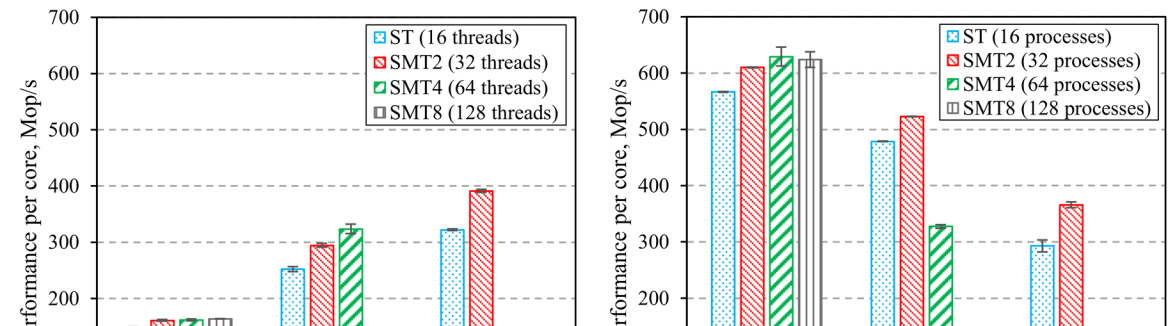 700
600
500
400
300
200
ST (16 threads)
SMT2 (32 threads)
SMT4 (64 threads)
SMT8 (128 threads)
per core, Mop/s
700
600
500
400
300
200
ST (16 processes)
SMT2 (32 processes)
SMT4 (64 processes)
SMT8 (128 processes)
per core, Mop/s